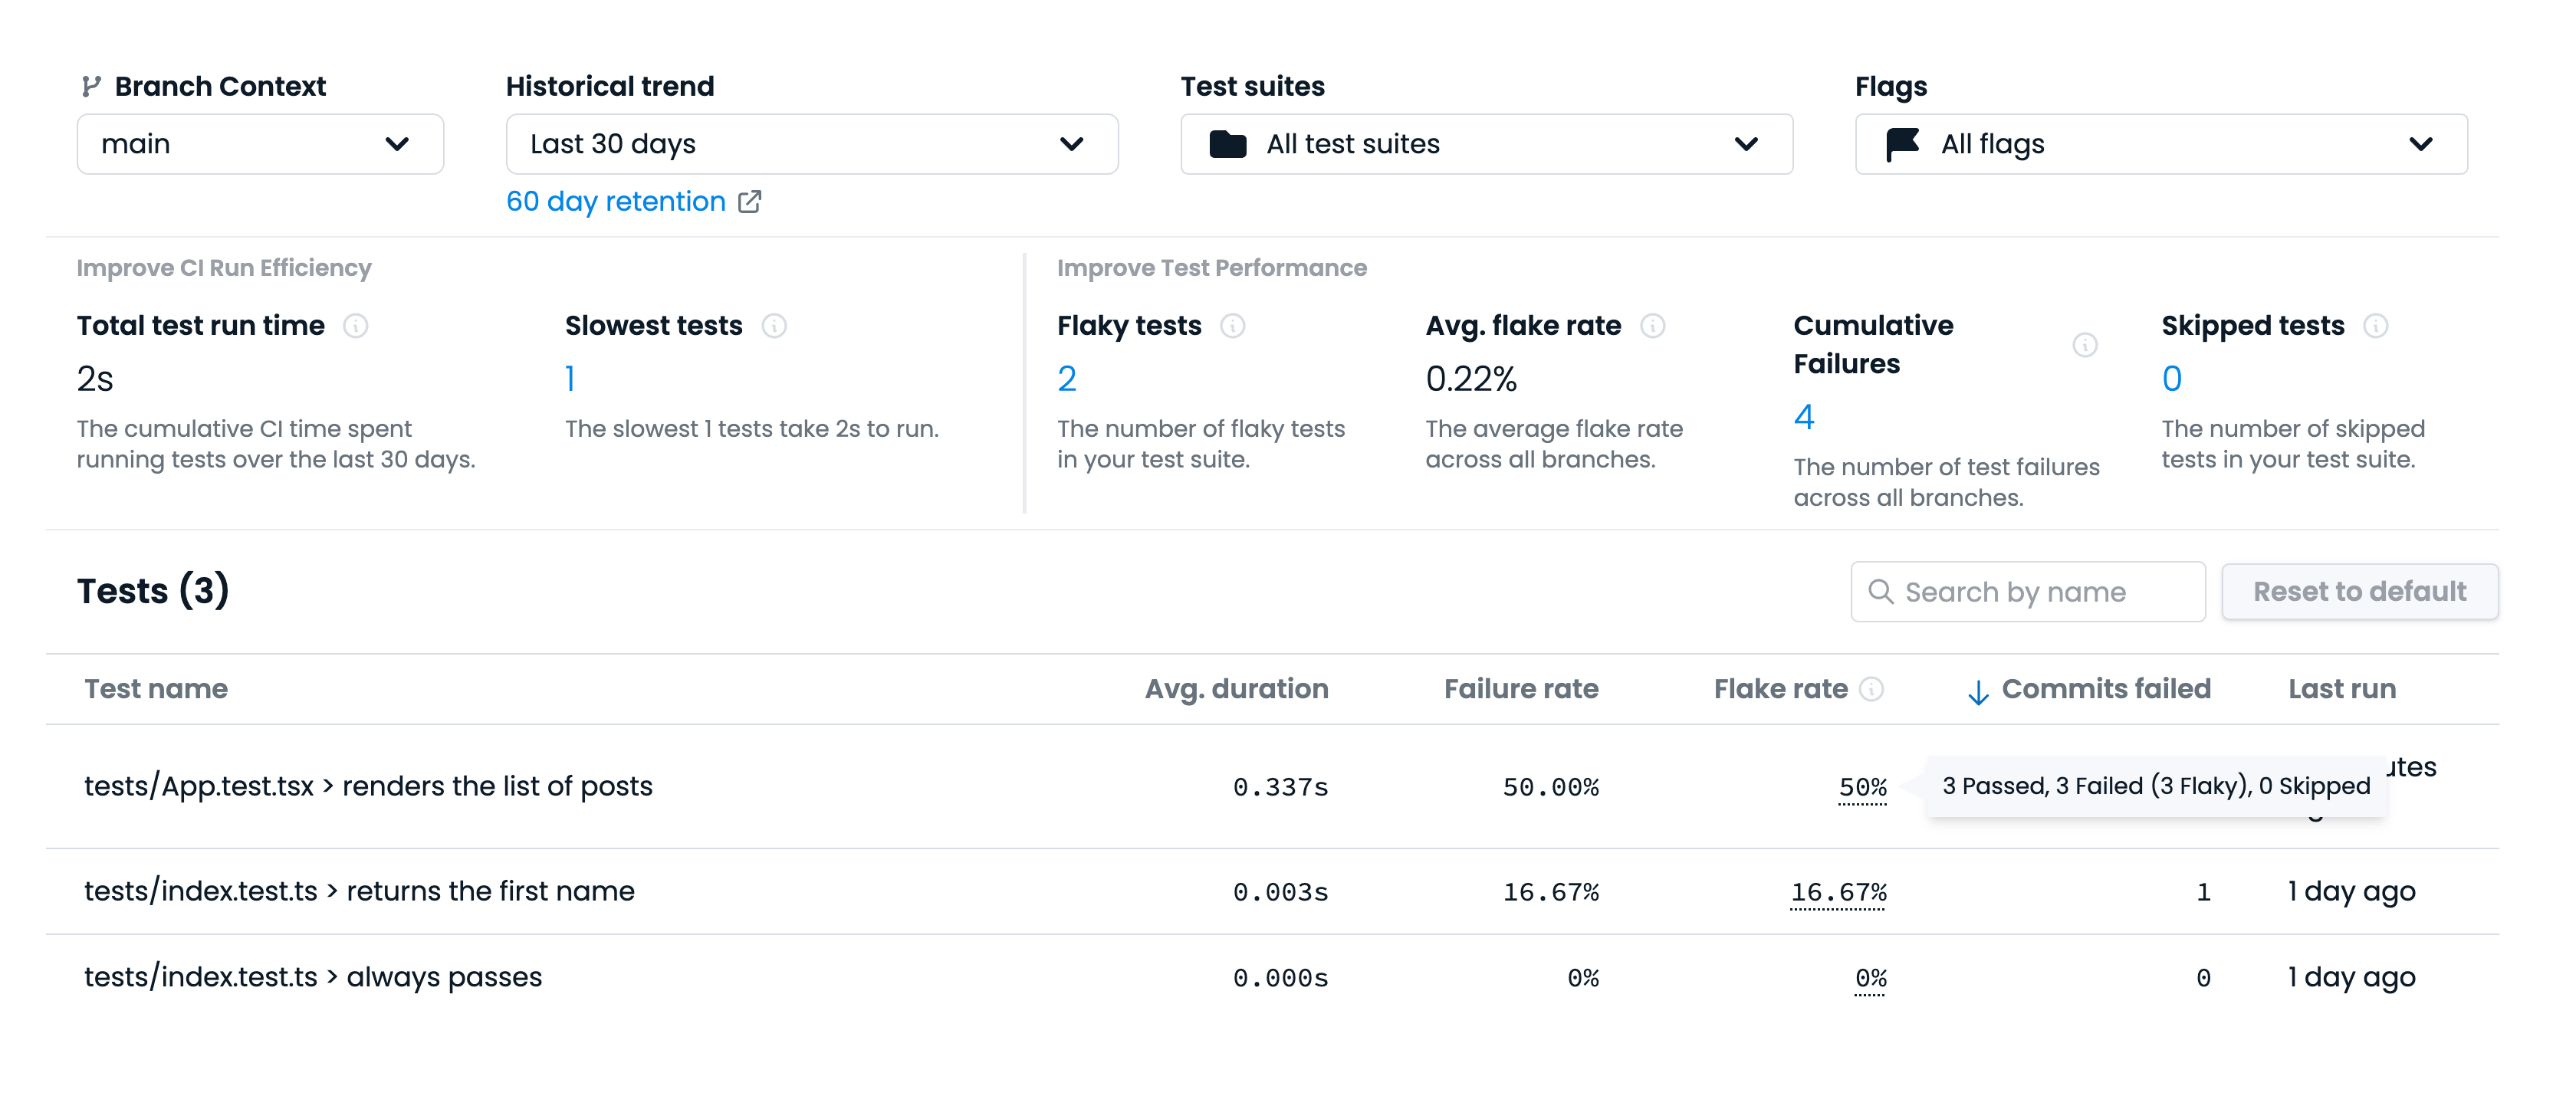 Branch Context
main
Historical trend
Last 30 days
60 day retention
Test suites
All test suites
Flags
All flags
Improve CI Run Efficiency
Total test run time
2s
The cumulative CI time spent
running tests over the last 30 days.
Slowest tests
1
The slowest 1 tests take 2s to run.
Improve Test Performance
Flaky tests
2
The number of flaky tests
in your test suite.
Avg. flake rate
0.22%
The average flake rate
across all branches.
Cumulative
Failures
4
The number of test failures
across all branches.
Skipped tests
0
The number of skipped
tests in your test suite.
Tests (3)
Search by name
Reset to default
Test name Avg. duration Failure rate Flake rate Commits failed Last run
tests/App.test.tsx > renders the list of posts 0.337s 50.00% 50% 3 Passed, 3 Failed (3 Flaky), 0 Skipped
tests/index.test.ts > returns the first name 0.003s 16.67% 16.67% 1 1 day ago
tests/index.test.ts > always passes 0.000s 0% 0% 0 1 day ago